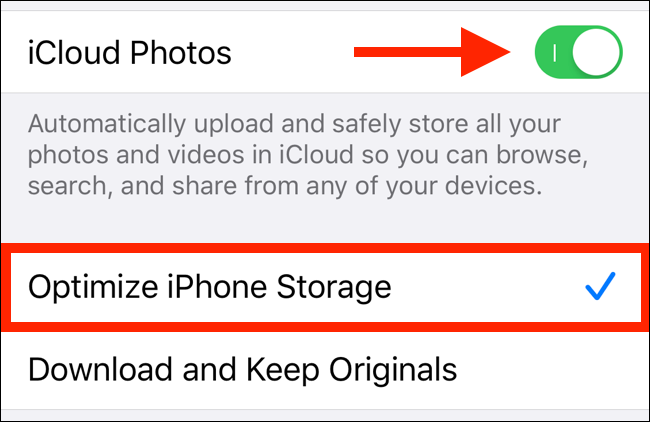 iCloud Photos
Automatically upload and safely store all your
photos and videos in iCloud so you can browse,
search, and share from any of your devices.
Optimize iPhone Storage
Download and Keep Originals